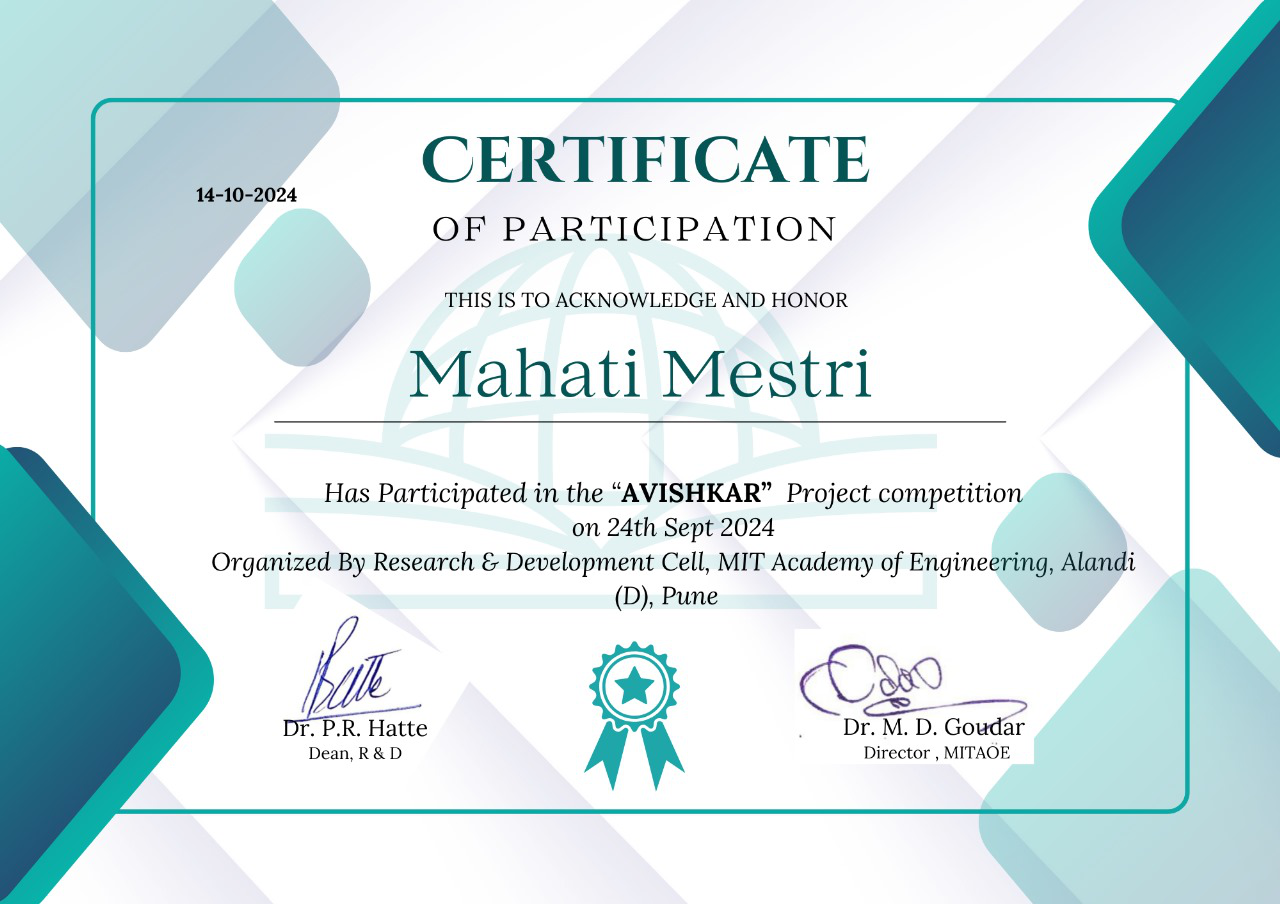 CERTIFICATE
14-10-2024
OF PARTICIPATION
THIS IS TO ACKNOWLEDGE AND HONOR
Mahati Mestri
Has Participated in the “AVISHKAR” Project competition
on 24th Sept 2024
Organized By Research & Development Cell, MIT Academy of Engineering, Alandi
(D), Pune
Dr. P.R. Hatte
Dean, R & D
Dr. M. D. Goudar
Director , MITAOE